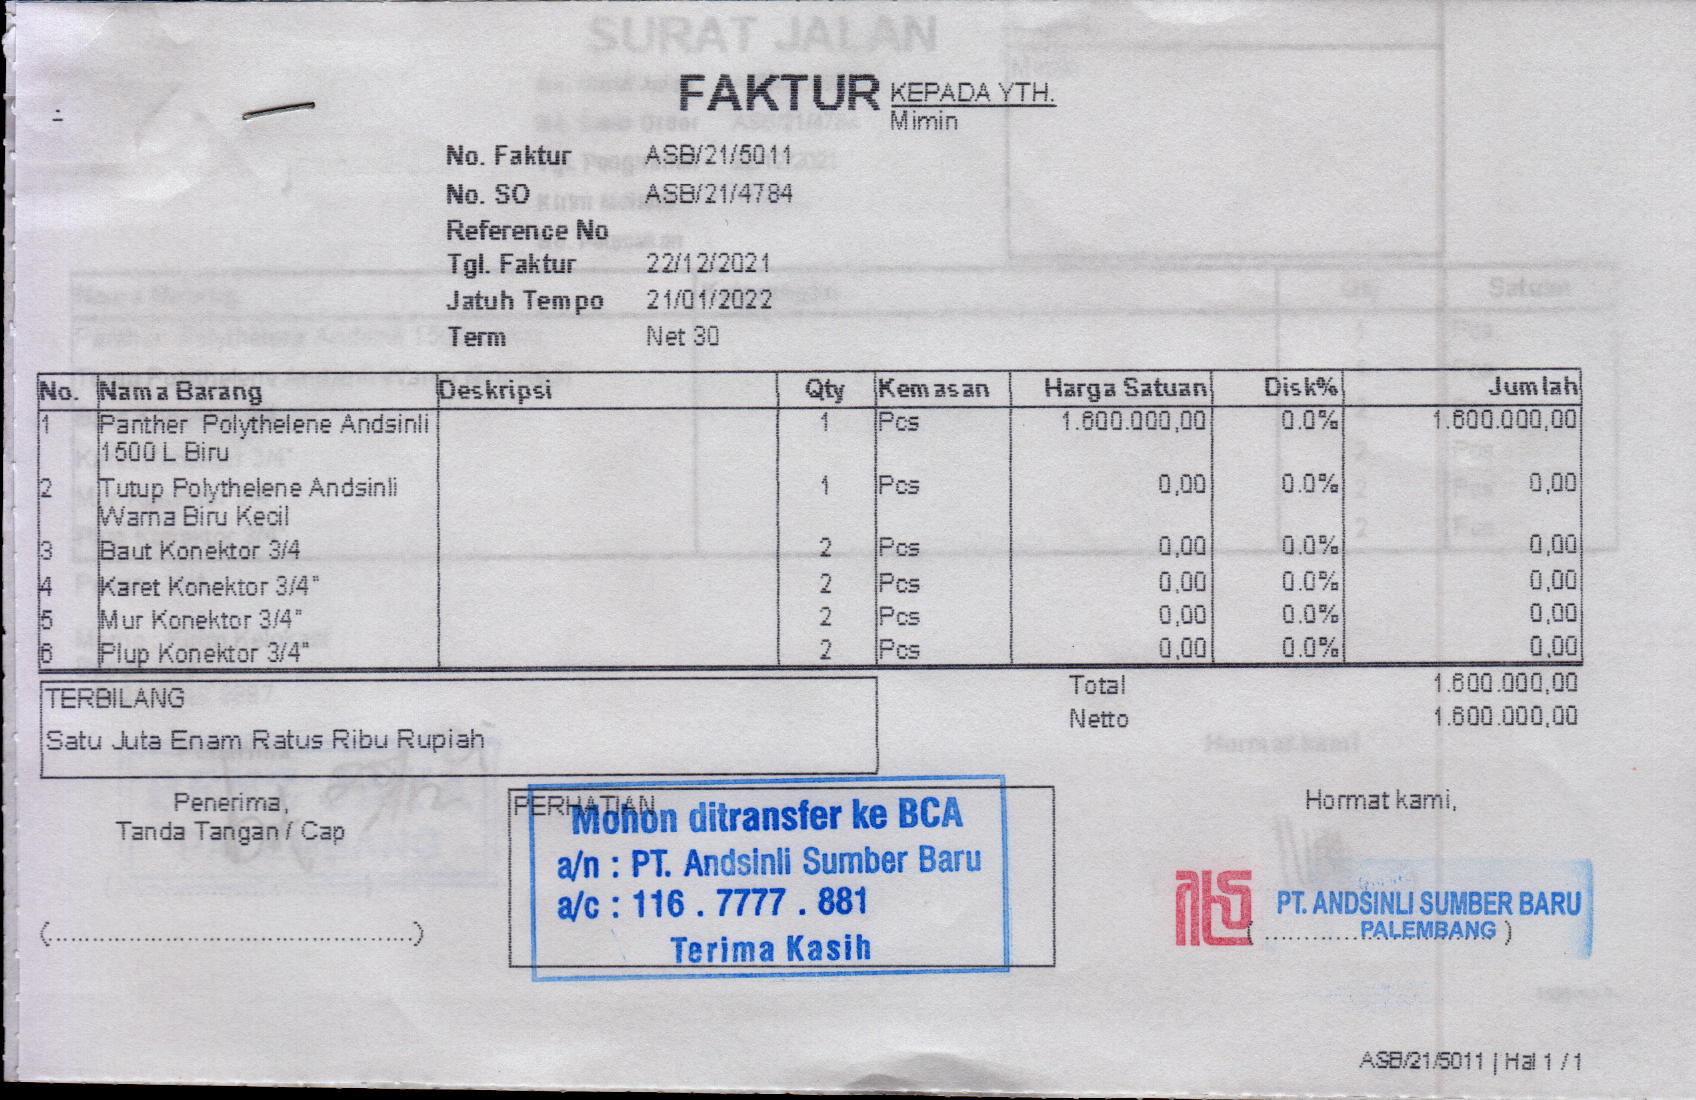 SURAT JALAN
FAKTUR
KEPADA YTH.
Mimin
No. Faktur ASB/21/5011
No. SO ASB/21/4784
Reference No
Tgl. Faktur 22/12/2021
Jatuh Tempo 21/01/2022
Term Net 30
No. Nama Barang Deskripsi Qty Kemasan Harga Satuan Disk% Jumlah
1 Panther Polythelene Andsinli 1 Pcs 1.600.000,00 0.0% 1.600.000,00
1500 L Biru
2 Tutup Polythelene Andsinli 1 Pcs 0,00 0.0% 0,00
Warna Biru Kecil
3 Baut Konektor 3/4 2 Pcs 0,00 0.0% 0,00
4 Karet Konektor 3/4" 2 Pcs 0,00 0.0% 0,00
5 Mur Konektor 3/4" 2 Pcs 0,00 0.0% 0,00
6 Plup Konektor 3/4" 2 Pcs 0,00 0.0% 0,00
Total 1.600.000,00
Netto 1.600.000,00
TERBILANG
Satu Juta Enam Ratus Ribu Rupiah
Penerima,
Tanda Tangan / Cap
(...............................................)
PERHATIAN
Mohon ditransfer ke BCA
a/n : PT. Andsinli Sumber Baru
a/c : 116 . 7777 . 881
Terima Kasih
Hormat kami,
PT. ANDSINLI SUMBER BARU
PALEMBANG
ASB/21/5011 | Hal 1 / 1